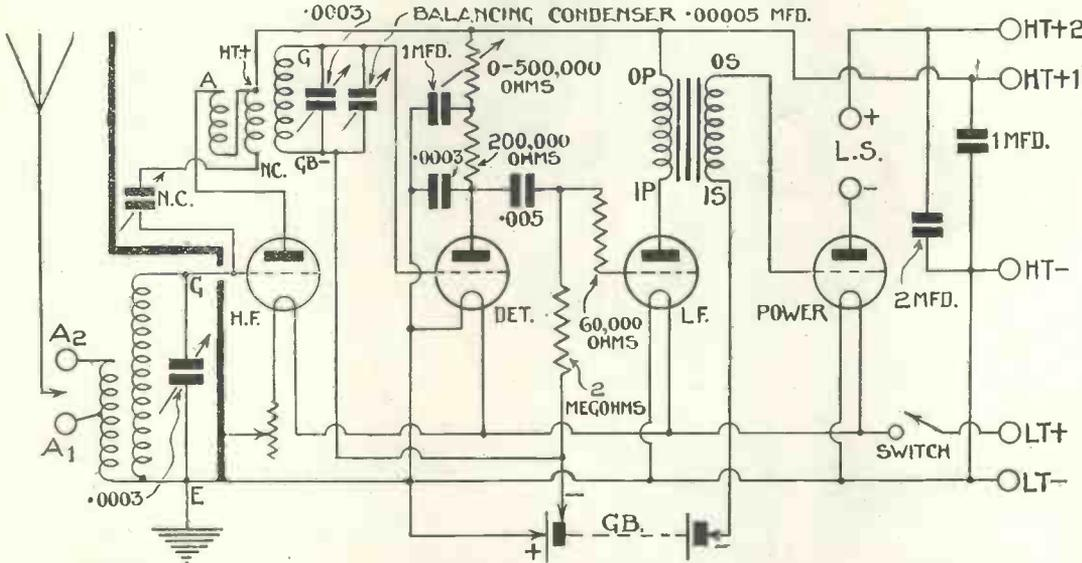 .0003
BALANCING CONDENSER .00005 MFD.
HT+
A
G
1MFD.
0-500,000
OHMS
OP
OS
HT+2
HT+1
+
L.S.
-
1MFD.
200,000
OHMS
NC.
GB-
.0003
N.C.
.005
IP
IS
G
H.F.
DET.
60,000
OHMS
L.F.
POWER
2MFD.
HT-
A2
A1
2
MEGOHMS
SWITCH
LT+
LT-
.0003
E
-
+
GB.
-